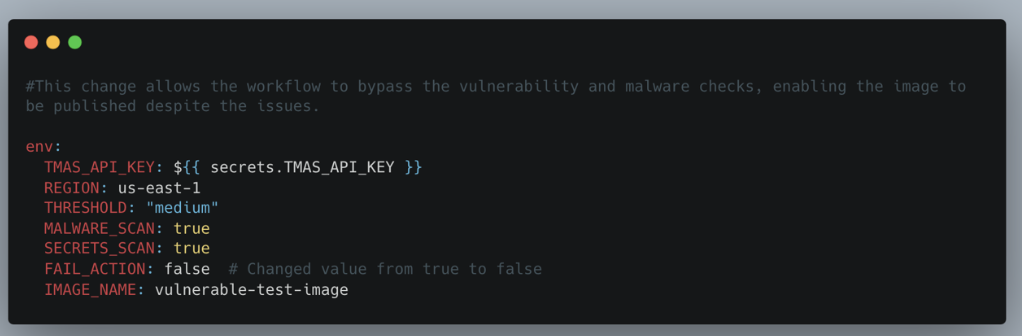 #This change allows the workflow to bypass the vulnerability and malware checks, enabling the image to
be published despite the issues.
env:
  TMAS_API_KEY: ${{ secrets.TMAS_API_KEY }}
  REGION: us-east-1
  THRESHOLD: "medium"
  MALWARE_SCAN: true
  SECRETS_SCAN: true
  FAIL_ACTION: false  # Changed value from true to false
  IMAGE_NAME: vulnerable-test-image